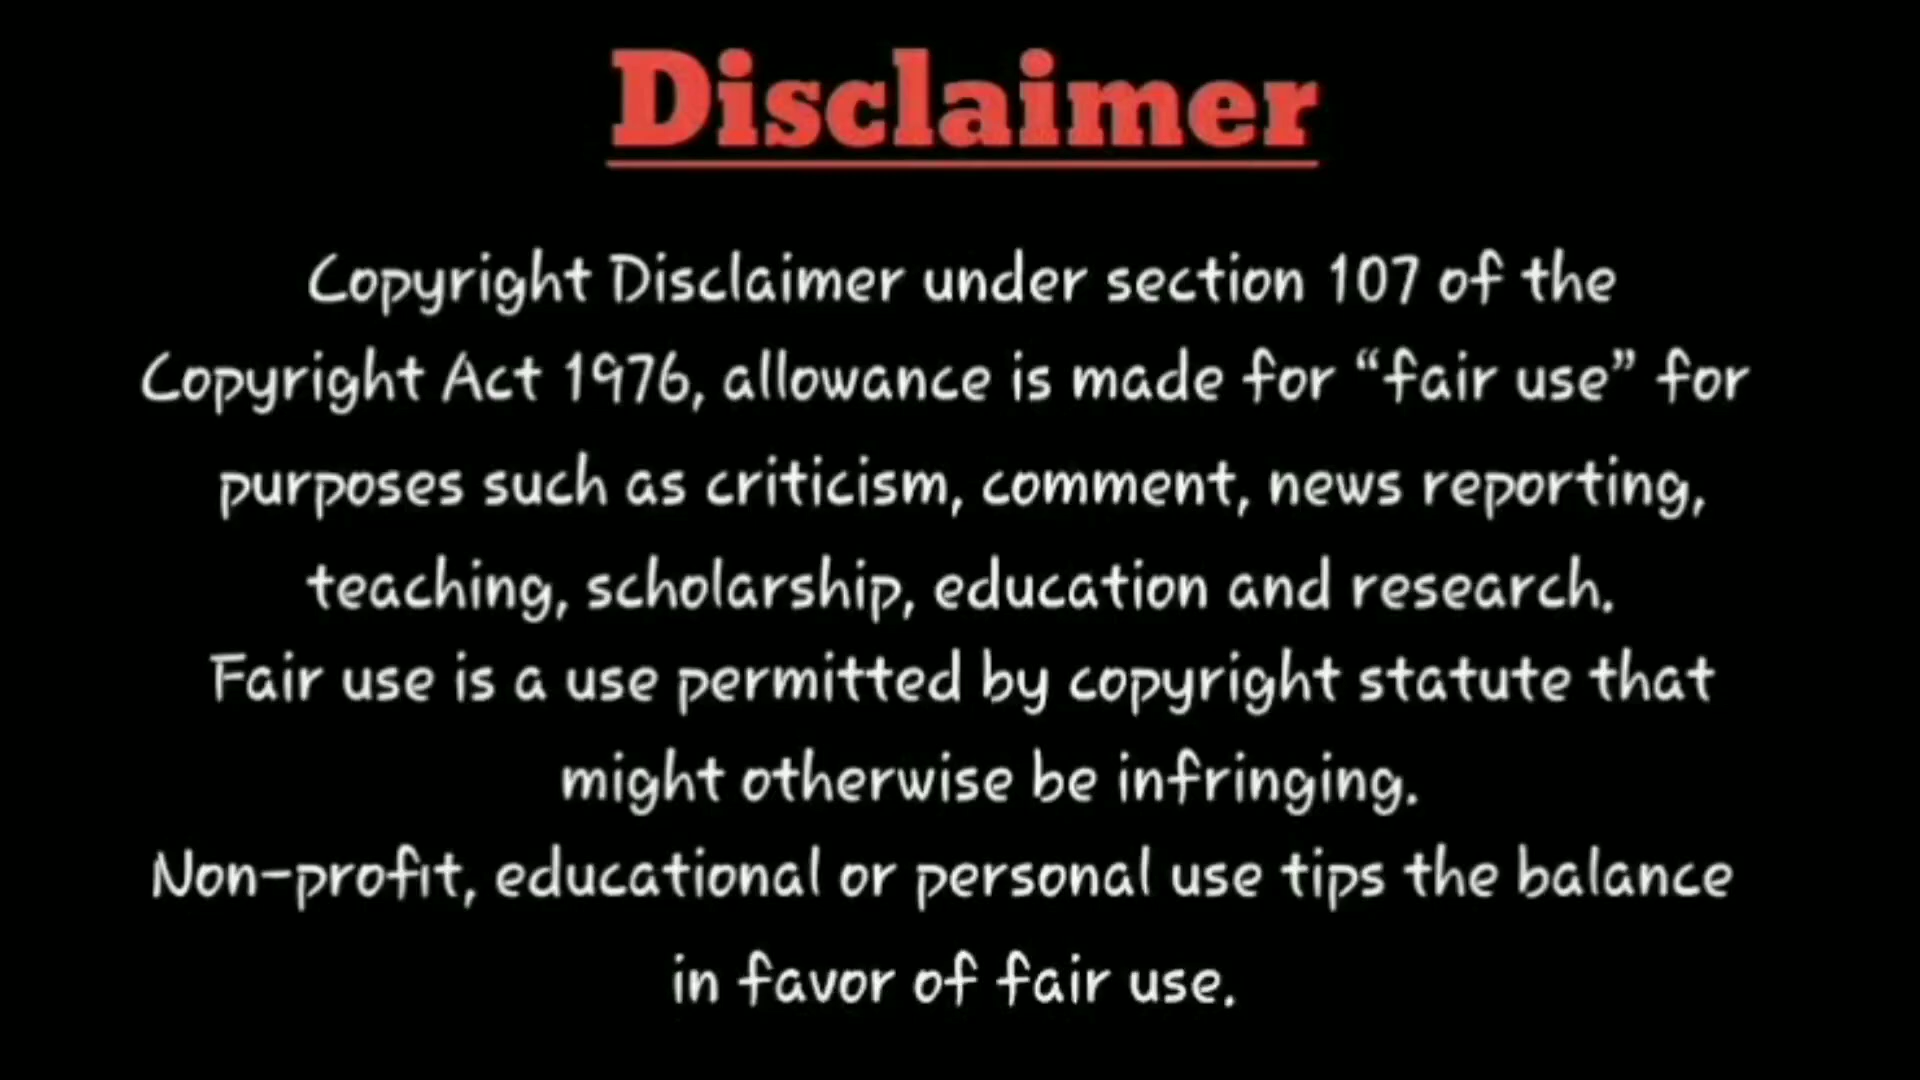 Disclaimer
Copyright Disclaimer under section 107 of the
Copyright Act 1976, allowance is made for “fair use” for
purposes such as criticism, comment, news reporting,
teaching, scholarship, education and research.
Fair use is a use permitted by copyright statute that
might otherwise be infringing.
Non-profit, educational or personal use tips the balance
in favor of fair use.